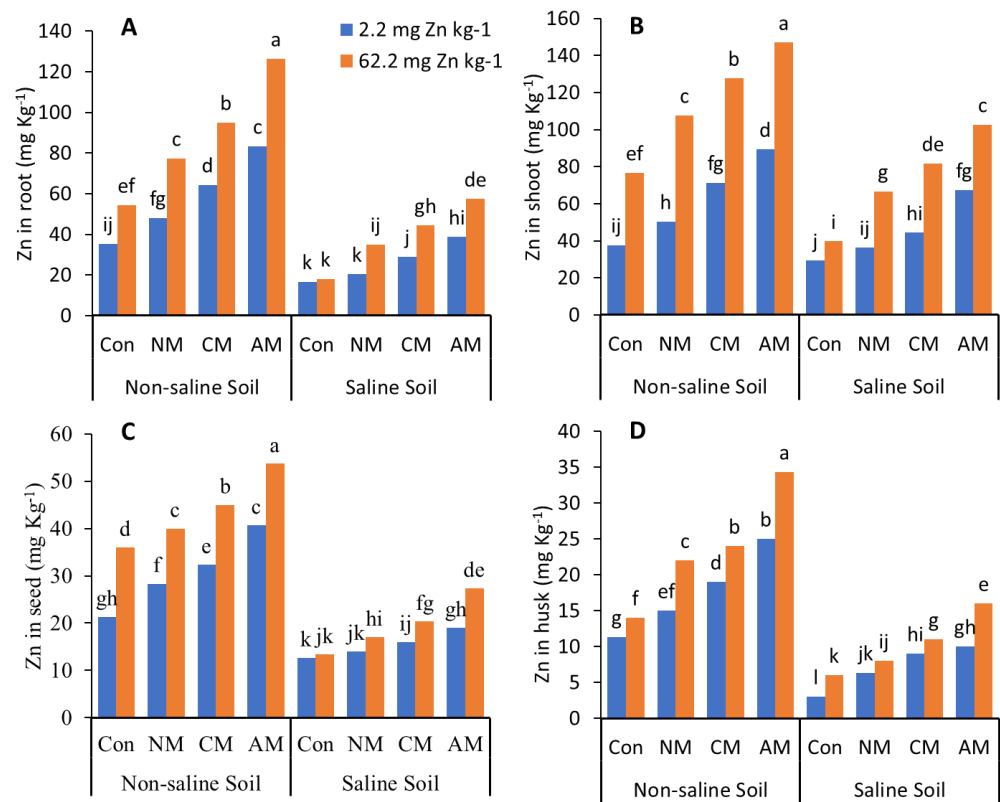 A
2.2 mg Zn kg-1
62.2 mg Zn kg-1
Zn in root (mg Kg-1)
140
120
100
80
60
40
20
0
ij ef fg c d b c a k k k ij j gh hi de
Con NM CM AM Con NM CM AM
Non-saline Soil Saline Soil
B
Zn in shoot (mg Kg-1)
160
140
120
100
80
60
40
20
0
ij ef h c fg b d a j i ij g hi de fg c
Con NM CM AM Con NM CM AM
Non-saline Soil Saline Soil
C
Zn in seed (mg Kg-1)
60
50
40
30
20
10
0
gh d f c e b c a k jk jk hi ij fg gh de
Con NM CM AM Con NM CM AM
Non-saline Soil Saline Soil
D
Zn in husk (mg Kg-1)
40
35
30
25
20
15
10
5
0
g f ef c d b b a l k jk ij hi g gh e
Con NM CM AM Con NM CM AM
Non-saline Soil Saline Soil